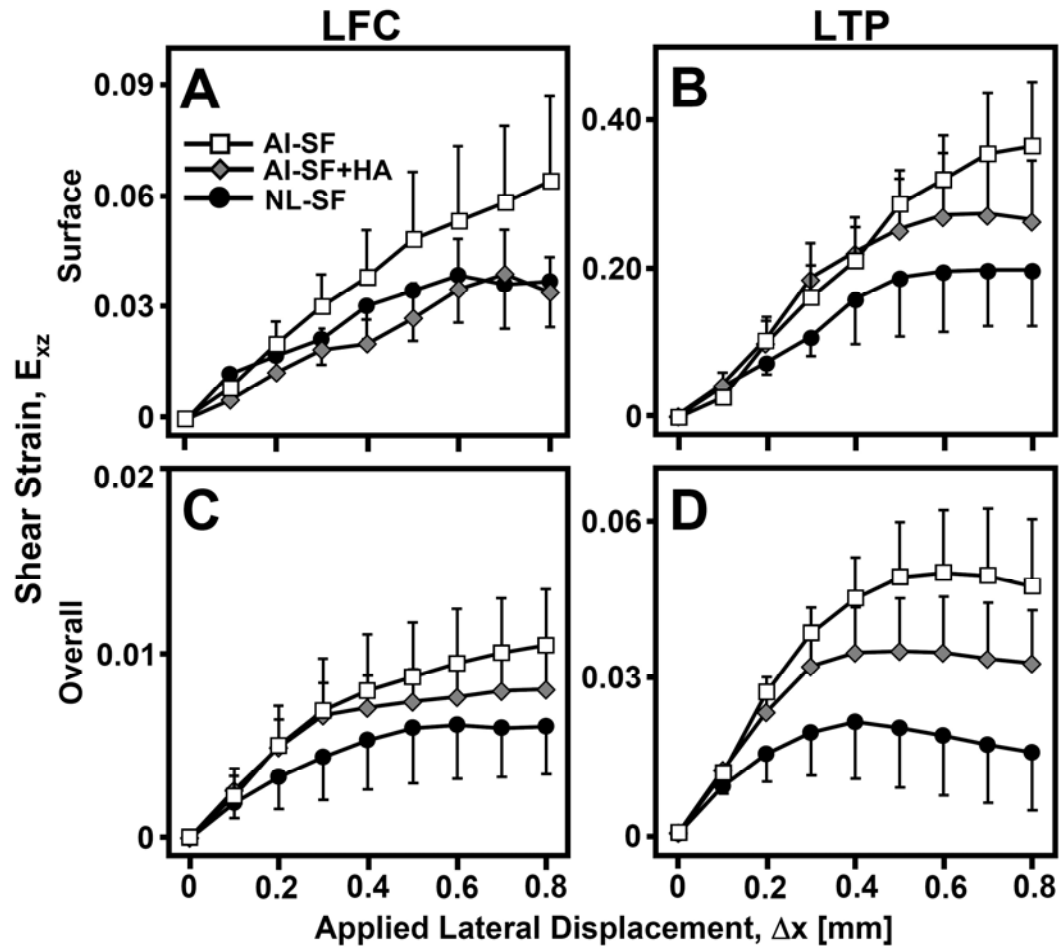 LFC
LTP
Shear Strain, Exz
Surface
Overall
A
0.09
0.06
0.03
0
AI-SF
AI-SF+HA
NL-SF
B
0.40
0.20
0
C
0.02
0.01
0
0 0.2 0.4 0.6 0.8
D
0.06
0.03
0
0 0.2 0.4 0.6 0.8
Applied Lateral Displacement, Δx [mm]